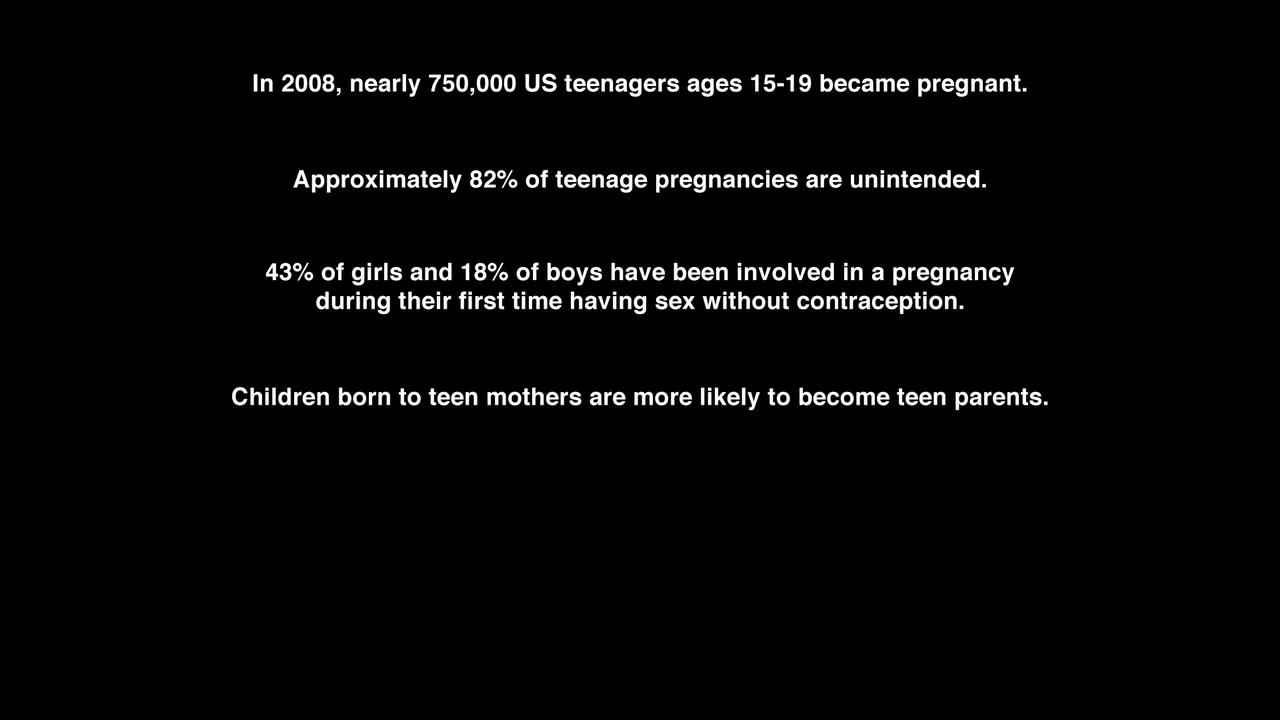 In 2008, nearly 750,000 US teenagers ages 15-19 became pregnant.
Approximately 82% of teenage pregnancies are unintended.
43% of girls and 18% of boys have been involved in a pregnancy
during their first time having sex without contraception.
Children born to teen mothers are more likely to become teen parents.